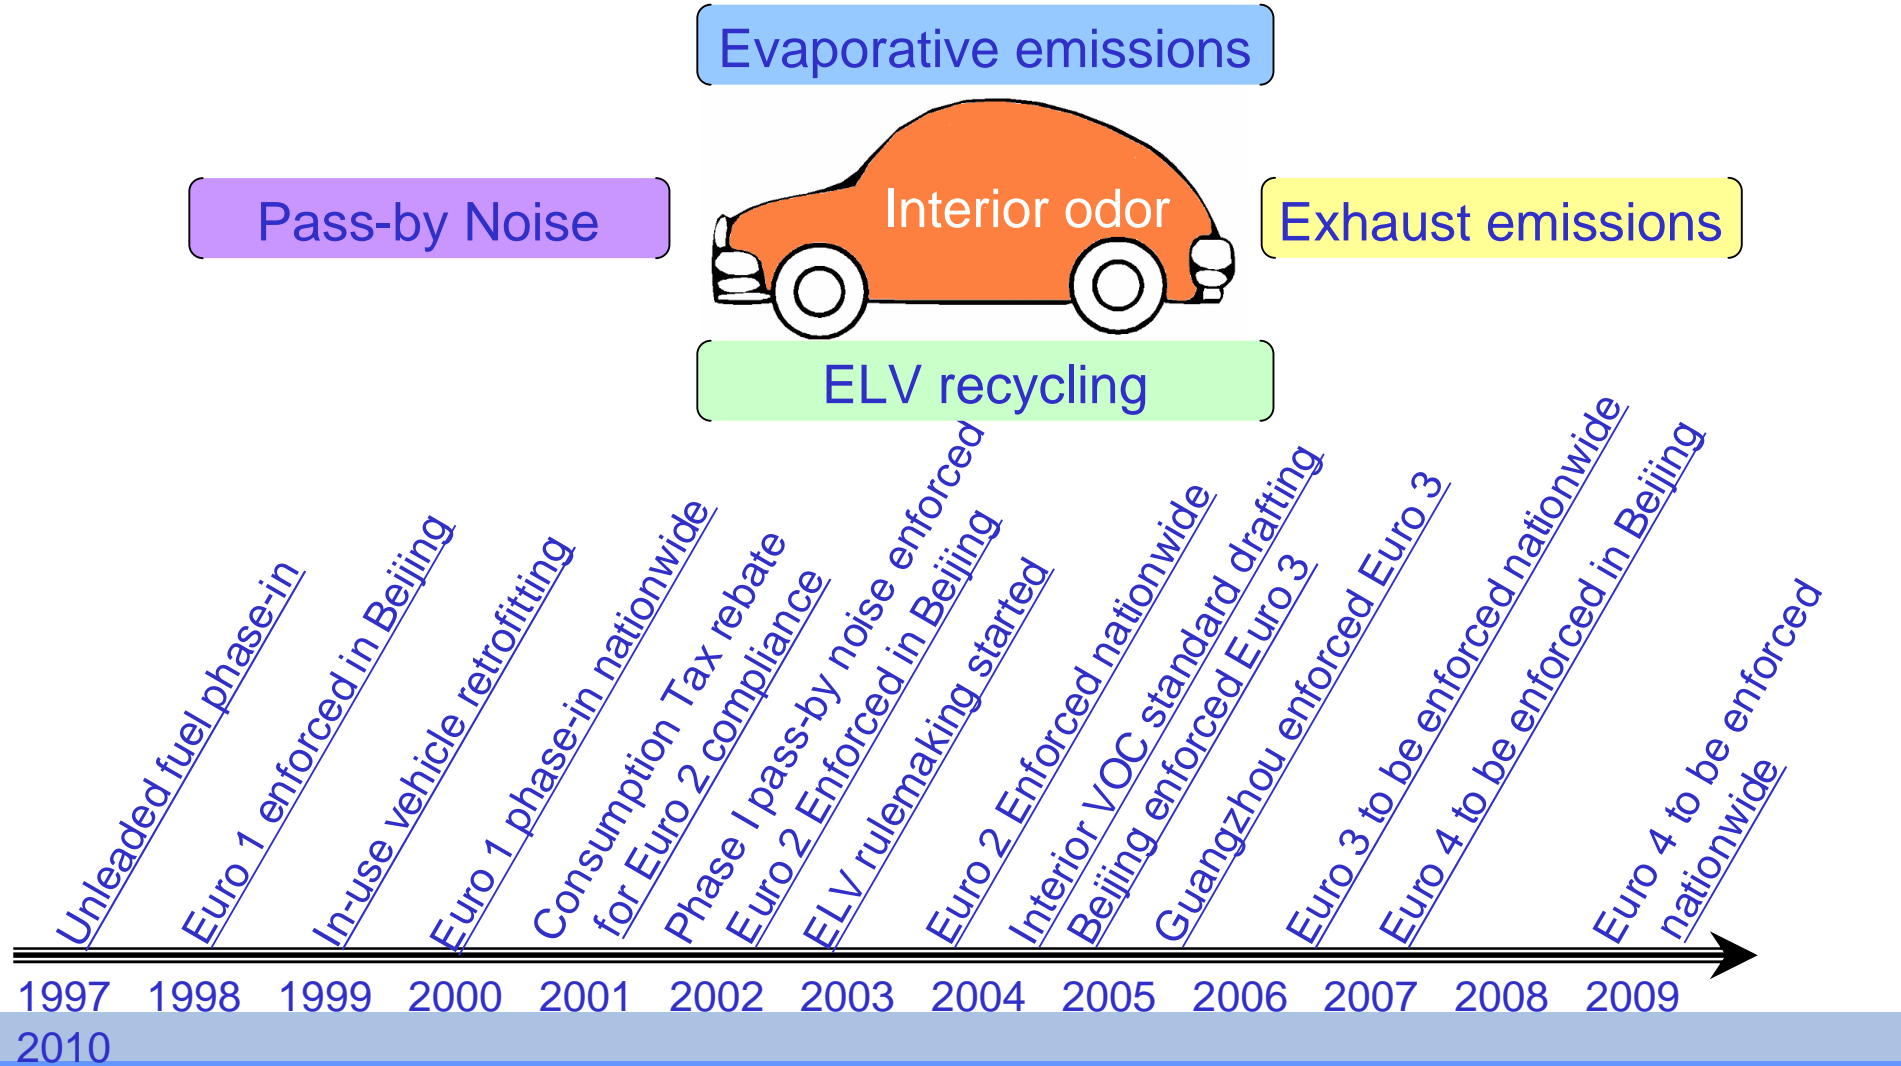 Evaporative emissions
Pass-by Noise
Interior odor
Exhaust emissions
ELV recycling
Unleaded fuel phase-in
Euro 1 enforced in Beijing
In-use vehicle retrofitting
Euro 1 phase-in nationwide
Consumption Tax rebate
for Euro 2 compliance
Phase I pass-by noise enforced
Euro 2 Enforced in Beijing
ELV rulemaking started
Euro 2 Enforced nationwide
Interior VOC standard drafting
Beijing enforced Euro 3
Guangzhou enforced Euro 3
Euro 3 to be enforced nationwide
Euro 4 to be enforced in Beijing
Euro 4 to be enforced
nationwide
1997 1998 1999 2000 2001 2002 2003 2004 2005 2006 2007 2008 2009
2010